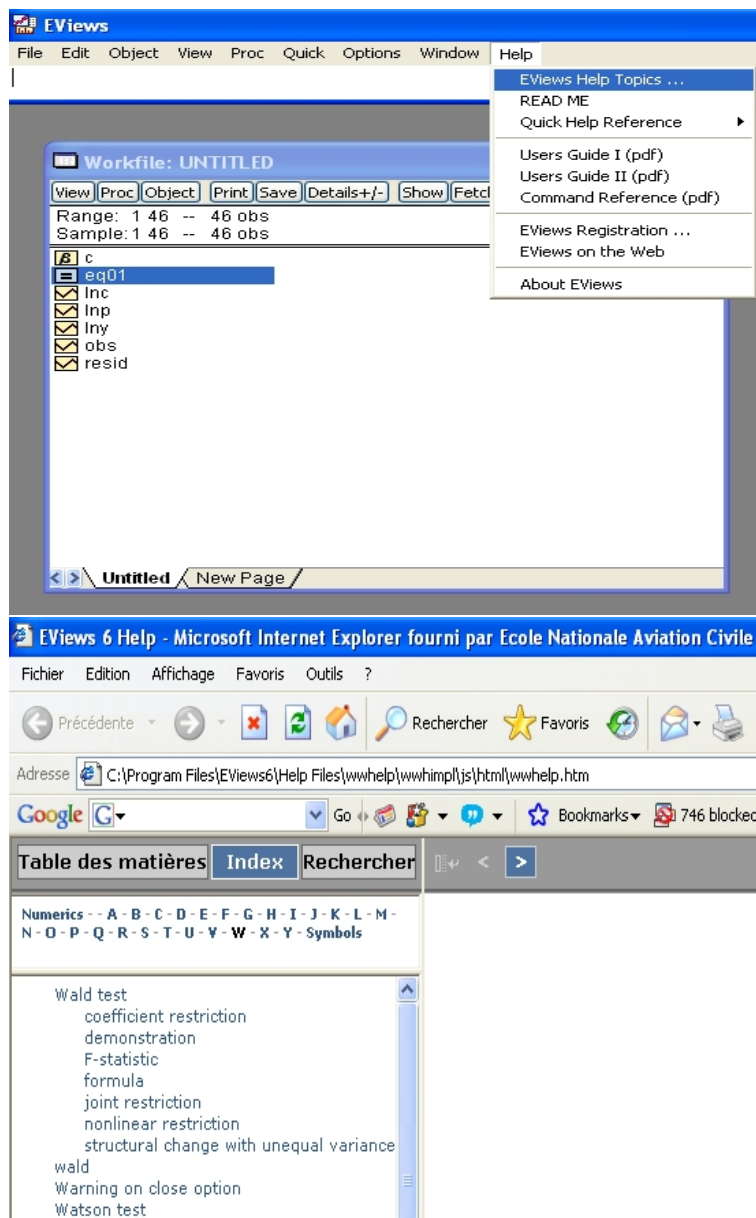 EViews
File Edit Object View Proc Quick Options Window Help
EViews Help Topics ...
READ ME
Quick Help Reference
Users Guide I (pdf)
Users Guide II (pdf)
Command Reference (pdf)
EViews Registration ...
EViews on the Web
About EViews
Workfile: UNTITLED
View Proc Object Print Save Details+/- Show Fetc
Range: 1 46 -- 46 obs
Sample: 1 46 -- 46 obs
β c
= eq01
lnc
lnp
lny
obs
resid
Untitled New Page
EViews 6 Help - Microsoft Internet Explorer fourni par Ecole Nationale Aviation Civile
Fichier Edition Affichage Favoris Outils ?
Précédente Rechercher Favoris
Adresse C:\Program Files\EViews6\Help Files\wwhelp\wwhimpl\js\html\wwhelp.htm
Google G Go Bookmarks 746 blocked
Table des matières Index Rechercher < >
Numerics - - A - B - C - D - E - F - G - H - I - J - K - L - M -
N - O - P - Q - R - S - T - U - V - W - X - Y - Symbols
Wald test
coefficient restriction
demonstration
F-statistic
formula
joint restriction
nonlinear restriction
structural change with unequal variance
wald
Warning on close option
Watson test